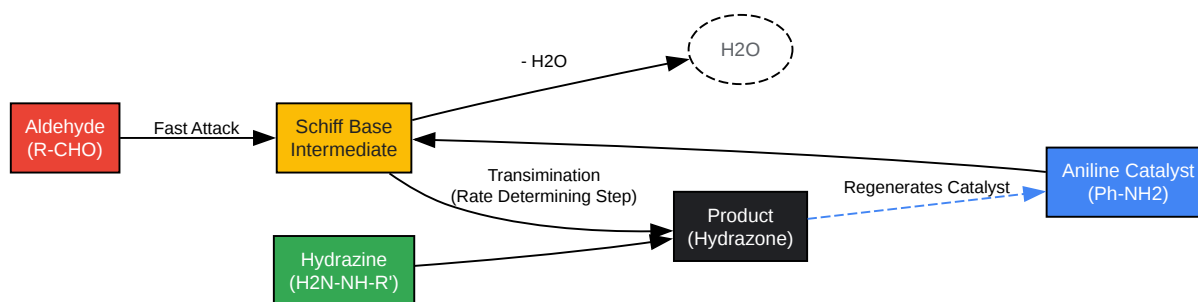 H2O
- H2O
Aldehyde
(R-CHO)
Fast Attack
Schiff Base
Intermediate
Transimination
(Rate Determining Step)
Hydrazine
(H2N-NH-R')
Product
(Hydrazone)
Regenerates Catalyst
Aniline Catalyst
(Ph-NH2)